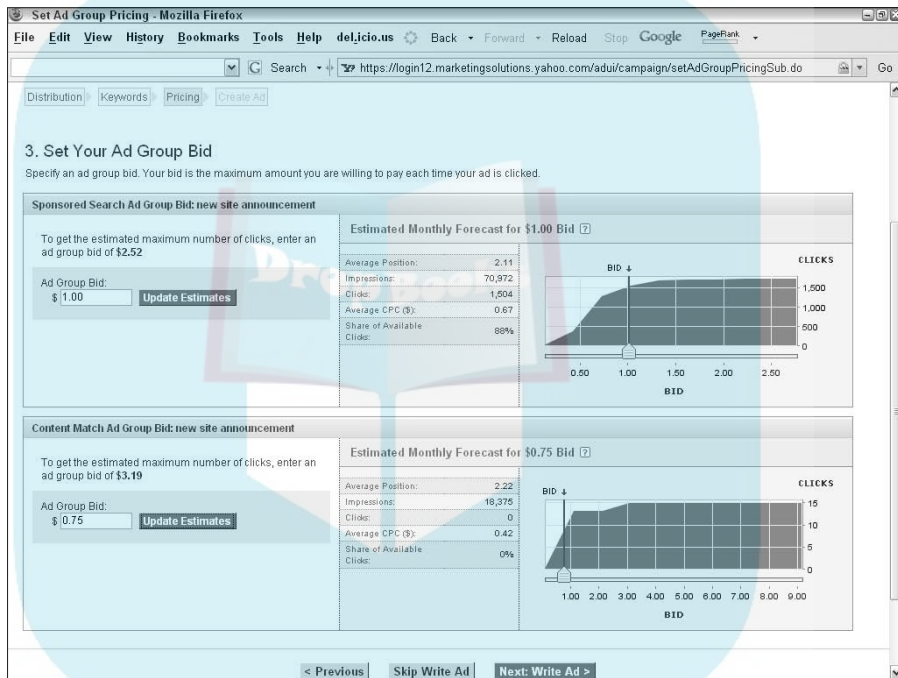 Set Ad Group Pricing - Mozilla Firefox
File Edit View History Bookmarks Tools Help del.icio.us Back Forward Reload Stop Google PageRank
G Search https://login12.marketingsolutions.yahoo.com/adui/campaign/setAdGroupPricingSub.do Go
Distribution Keywords Pricing Create Ad
3. Set Your Ad Group Bid
Specify an ad group bid. Your bid is the maximum amount you are willing to pay each time your ad is clicked.
Sponsored Search Ad Group Bid: new site announcement
To get the estimated maximum number of clicks, enter an
ad group bid of $2.52
Ad Group Bid:
$ 1.00 Update Estimates
Estimated Monthly Forecast for $1.00 Bid ?
Average Position: 2.11
Impressions: 70,972
Clicks: 1,504
Average CPC ($): 0.67
Share of Available
Clicks: 88%
BID ↓ CLICKS
1,500
1,000
500
0
0.50 1.00 1.50 2.00 2.50
BID
DropBooks
Content Match Ad Group Bid: new site announcement
To get the estimated maximum number of clicks, enter an
ad group bid of $3.19
Ad Group Bid:
$ 0.75 Update Estimates
Estimated Monthly Forecast for $0.75 Bid ?
Average Position: 2.22
Impressions: 18,375
Clicks: 0
Average CPC ($): 0.42
Share of Available
Clicks: 0%
BID ↓ CLICKS
15
10
5
0
1.00 2.00 3.00 4.00 5.00 6.00 7.00 8.00 9.00
BID
< Previous Skip Write Ad Next: Write Ad >